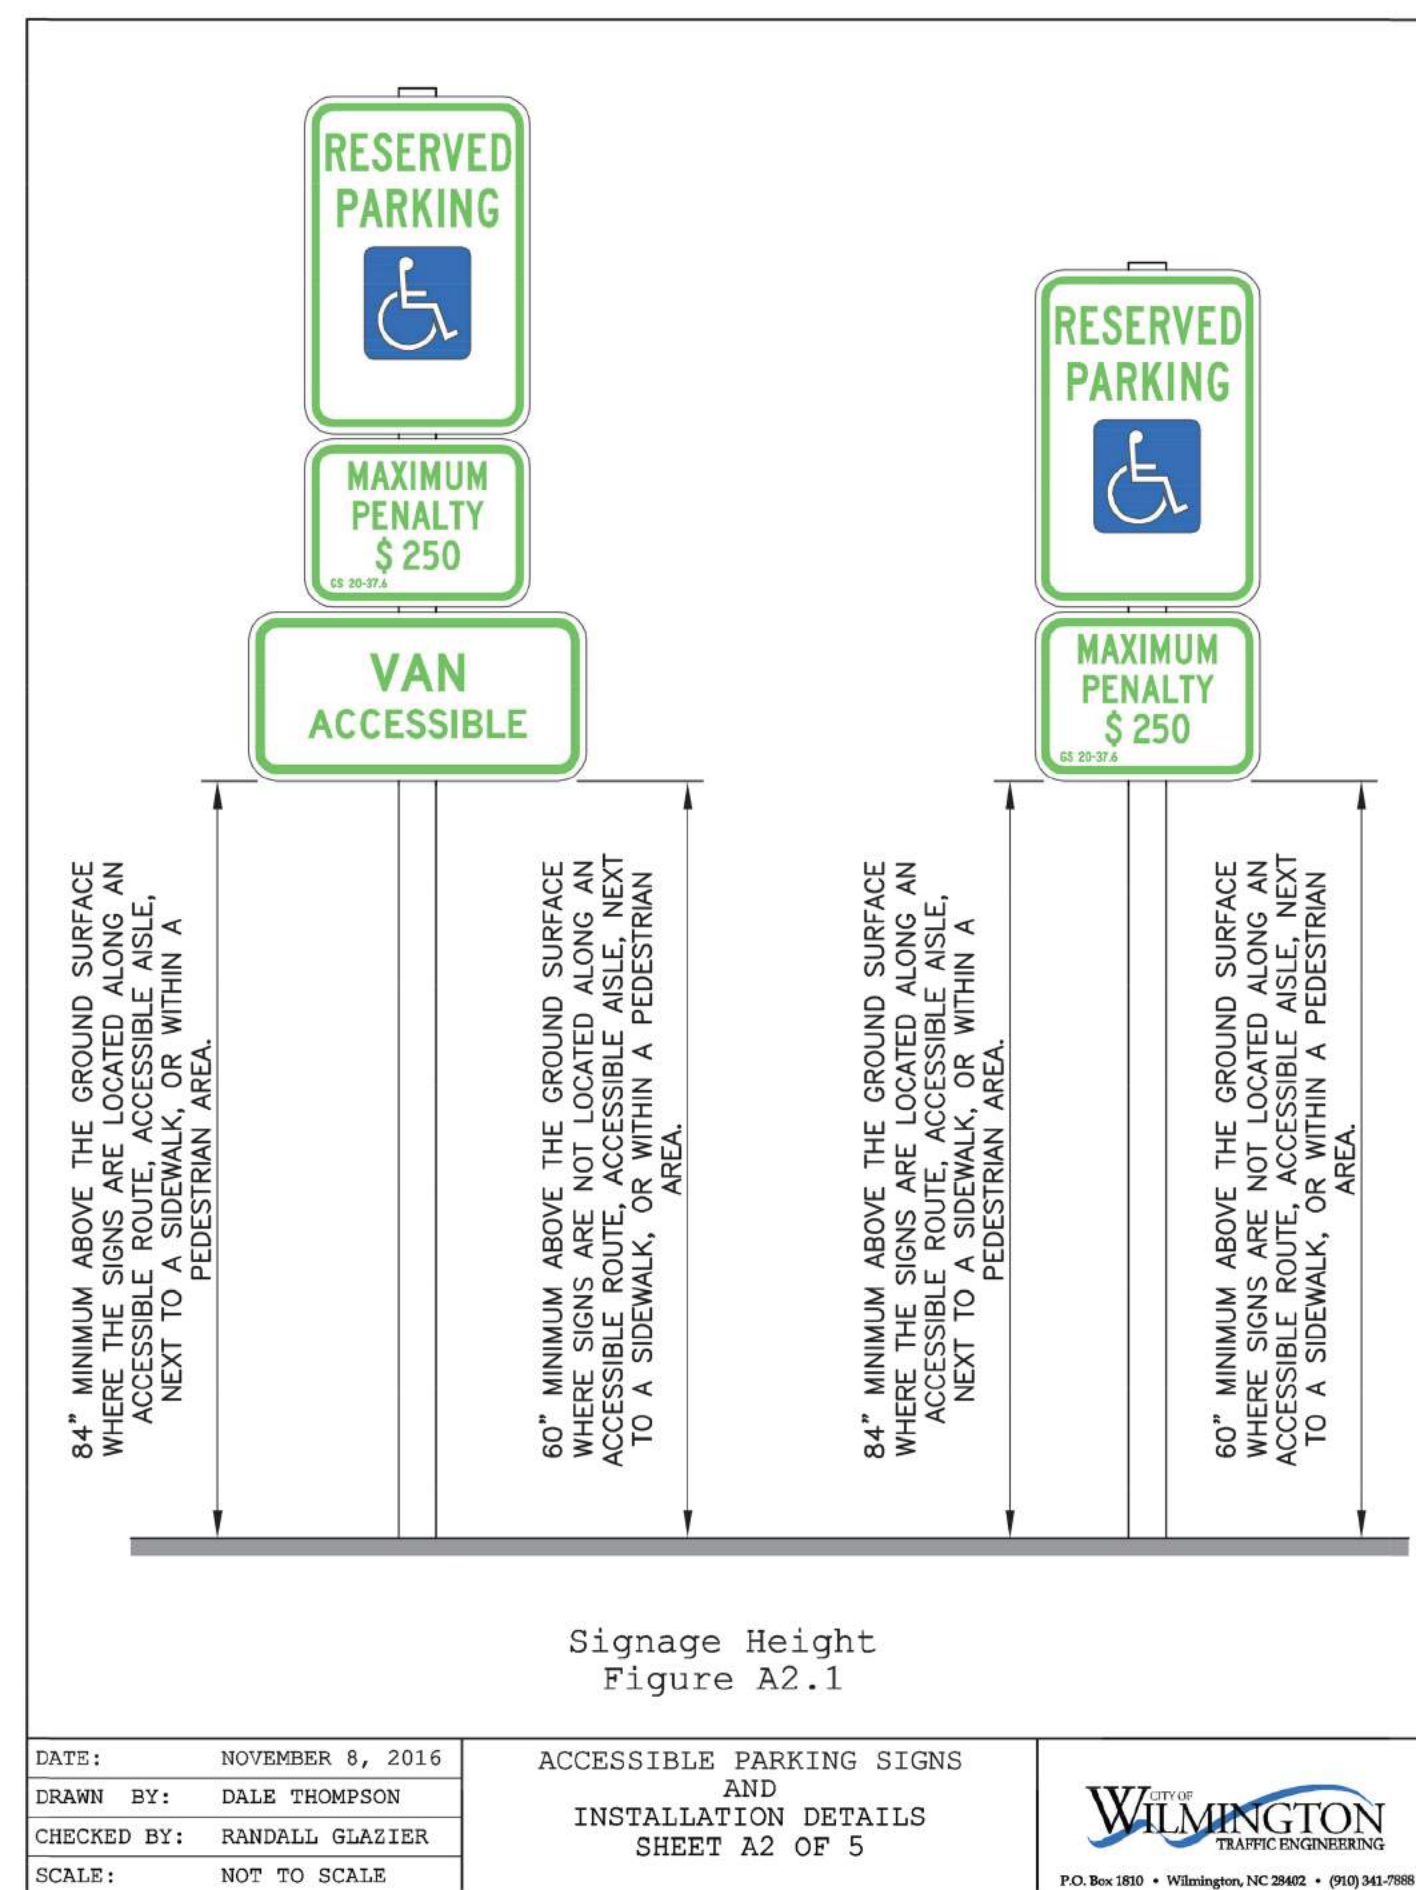 RESERVED
PARKING
MAXIMUM
PENALTY
$ 250
GS 20-37.6
VAN
ACCESSIBLE
RESERVED
PARKING
MAXIMUM
PENALTY
$ 250
GS 20-37.6
84" MINIMUM ABOVE THE GROUND SURFACE
WHERE THE SIGNS ARE LOCATED ALONG AN
ACCESSIBLE ROUTE, ACCESSIBLE AISLE,
NEXT TO A SIDEWALK, OR WITHIN A
PEDESTRIAN AREA.
60" MINIMUM ABOVE THE GROUND SURFACE
WHERE SIGNS ARE NOT LOCATED ALONG AN
ACCESSIBLE ROUTE, ACCESSIBLE AISLE, NEXT
TO A SIDEWALK, OR WITHIN A PEDESTRIAN
AREA.
84" MINIMUM ABOVE THE GROUND SURFACE
WHERE THE SIGNS ARE LOCATED ALONG AN
ACCESSIBLE ROUTE, ACCESSIBLE AISLE,
NEXT TO A SIDEWALK, OR WITHIN A
PEDESTRIAN AREA.
60" MINIMUM ABOVE THE GROUND SURFACE
WHERE SIGNS ARE NOT LOCATED ALONG AN
ACCESSIBLE ROUTE, ACCESSIBLE AISLE, NEXT
TO A SIDEWALK, OR WITHIN A PEDESTRIAN
AREA.
Signage Height
Figure A2.1
DATE: NOVEMBER 8, 2016
DRAWN BY: DALE THOMPSON
CHECKED BY: RANDALL GLAZIER
SCALE: NOT TO SCALE
ACCESSIBLE PARKING SIGNS
AND
INSTALLATION DETAILS
SHEET A2 OF 5
CITY OF
WILMINGTON
TRAFFIC ENGINEERING
P.O. Box 1810 • Wilmington, NC 28402 • (910) 341-7888